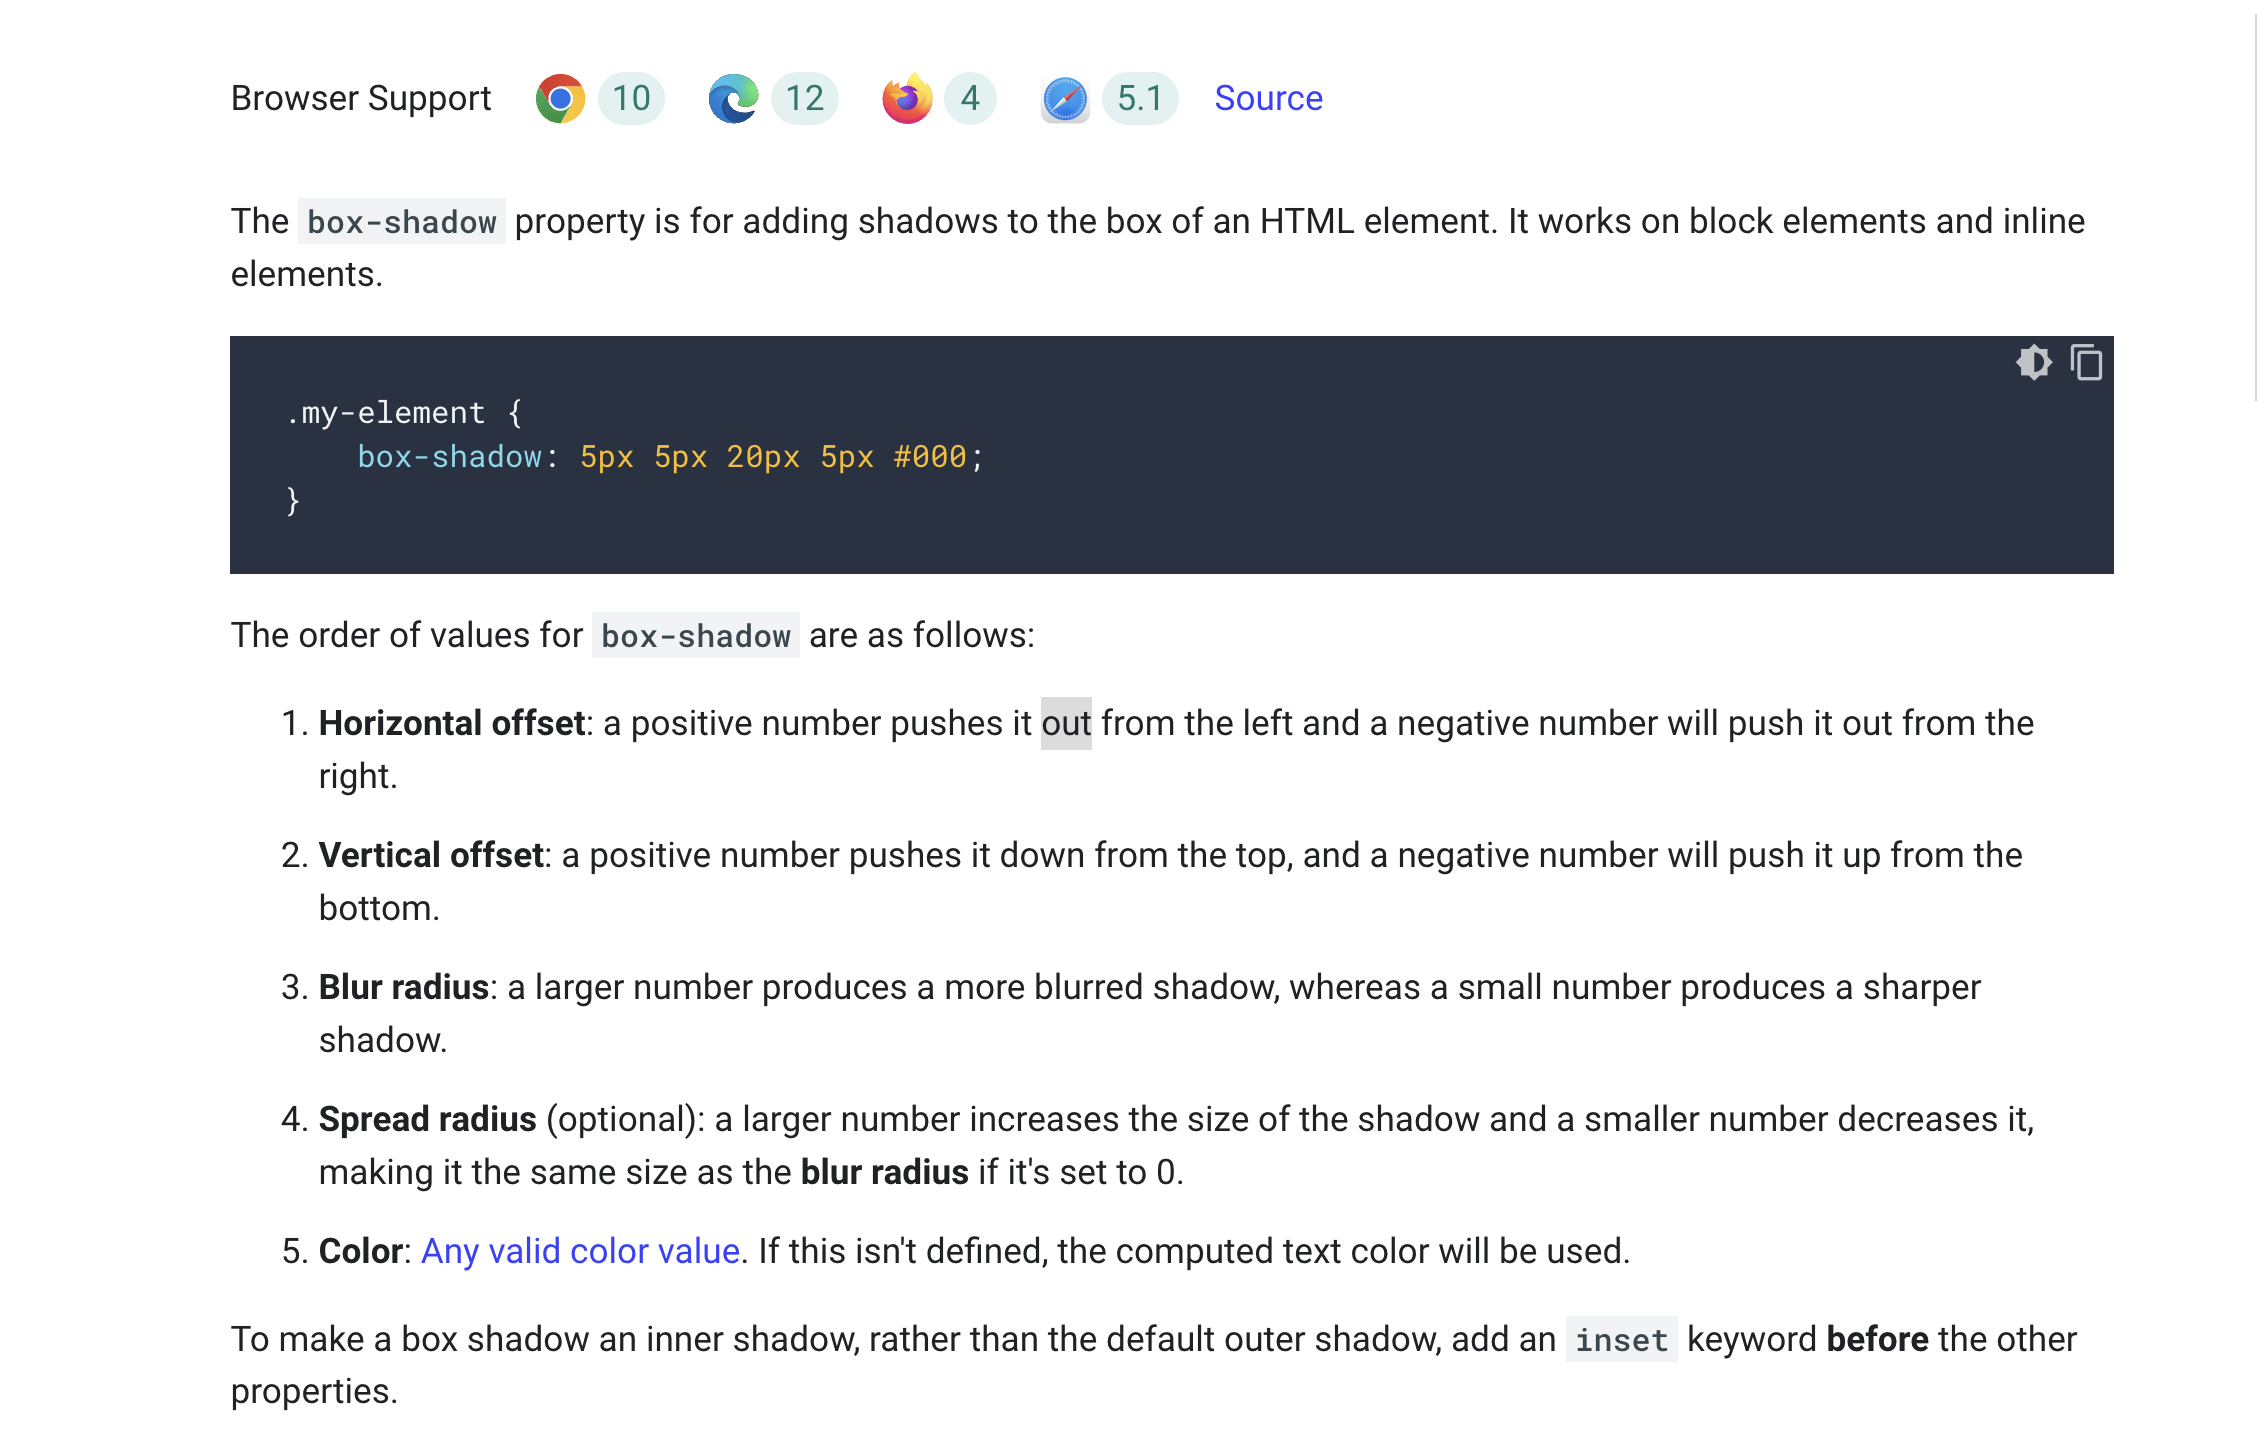 Browser Support 10 12 4 5.1 Source
The box-shadow property is for adding shadows to the box of an HTML element. It works on block elements and inline
elements.
.my-element {
    box-shadow: 5px 5px 20px 5px #000;
}
The order of values for box-shadow are as follows:
1. Horizontal offset: a positive number pushes it out from the left and a negative number will push it out from the
right.
2. Vertical offset: a positive number pushes it down from the top, and a negative number will push it up from the
bottom.
3. Blur radius: a larger number produces a more blurred shadow, whereas a small number produces a sharper
shadow.
4. Spread radius (optional): a larger number increases the size of the shadow and a smaller number decreases it,
making it the same size as the blur radius if it's set to 0.
5. Color: Any valid color value. If this isn't defined, the computed text color will be used.
To make a box shadow an inner shadow, rather than the default outer shadow, add an inset keyword before the other
properties.